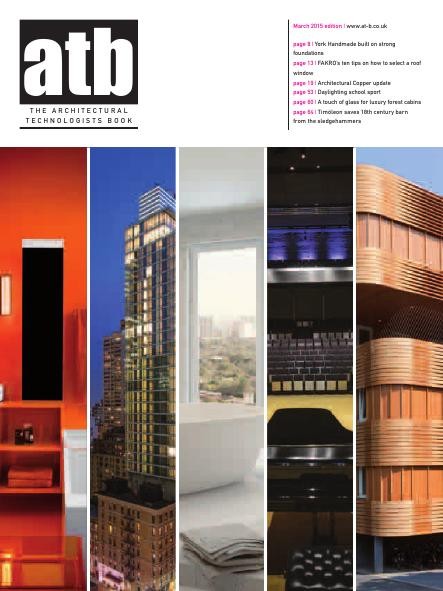 atb
THE ARCHITECTURAL
TECHNOLOGISTS BOOK
March 2015 edition | www.at-b.co.uk
page 8 | York Handmade built on strong
foundations
page 13 | FAKRO's ten tips on how to select a roof
window
page 19 | Architectural Copper update
page 53 | Daylighting school sport
page 60 | A touch of glass for luxury forest cabins
page 64 | Timoleon saves 18th century barn
from the sledgehammers